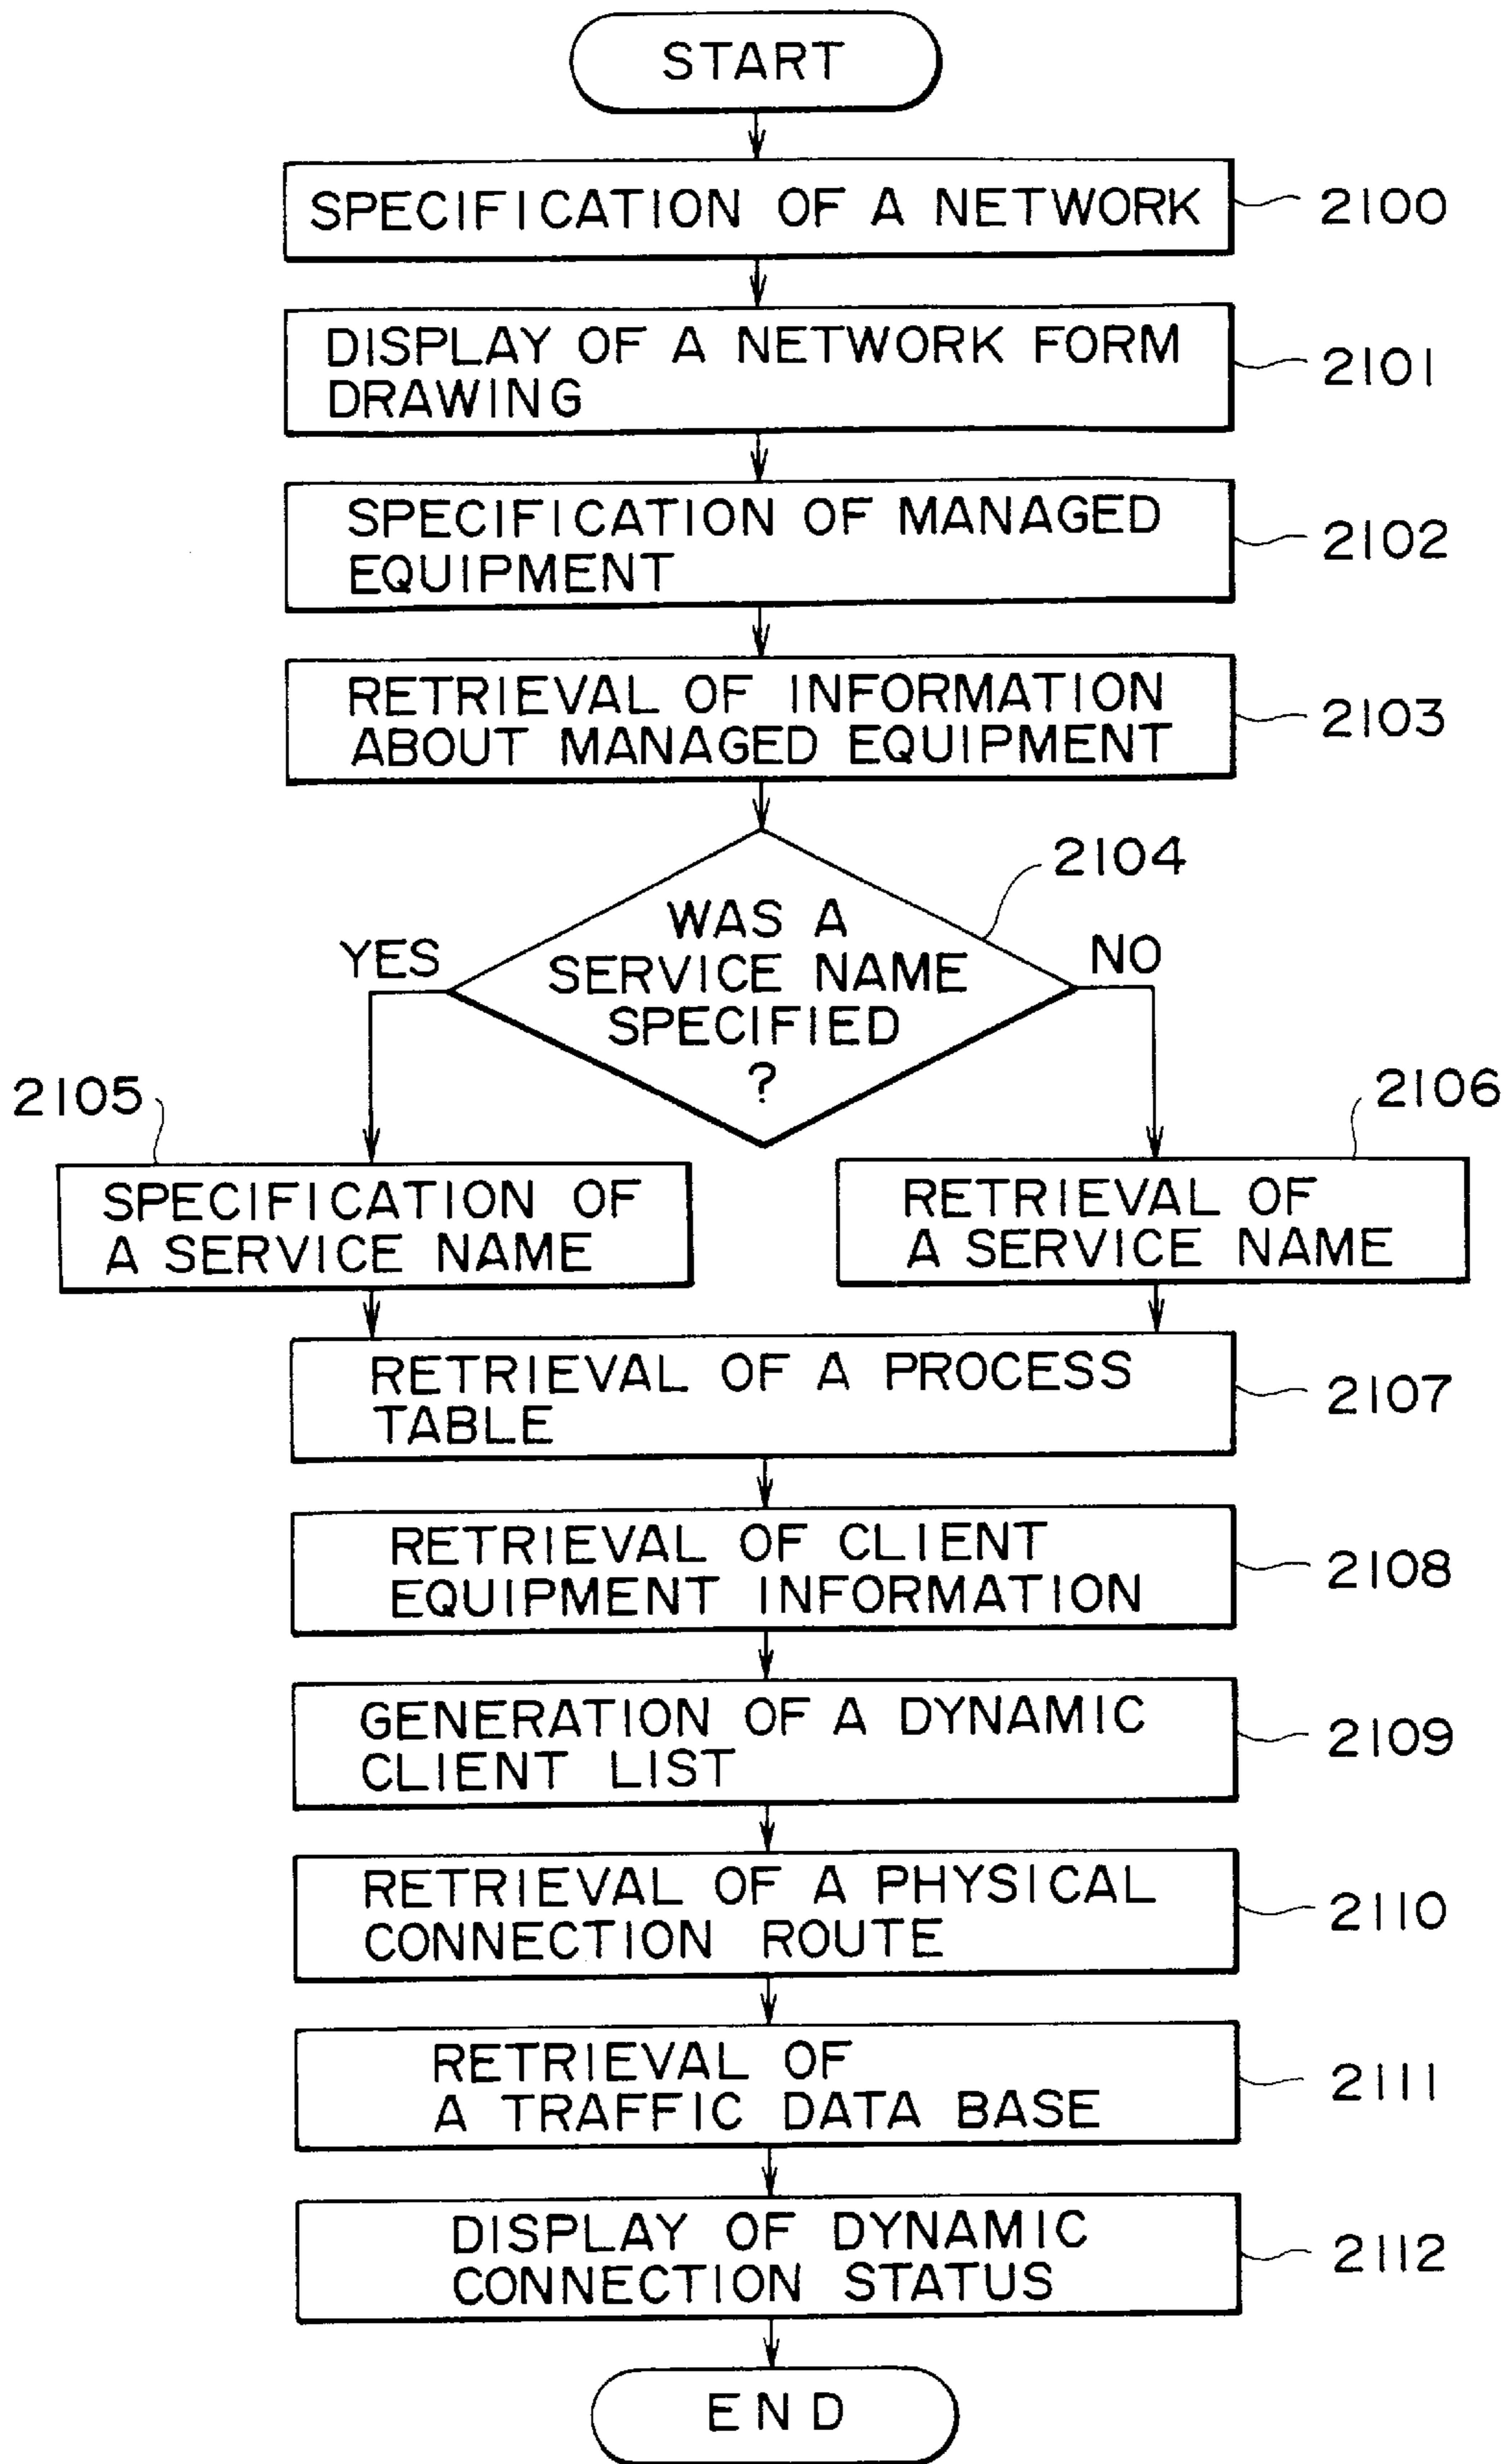 START
SPECIFICATION OF A NETWORK
2100
DISPLAY OF A NETWORK FORM
DRAWING
2101
SPECIFICATION OF MANAGED
EQUIPMENT
2102
RETRIEVAL OF INFORMATION
ABOUT MANAGED EQUIPMENT
2103
2104
WAS A
SERVICE NAME
SPECIFIED
?
YES
NO
2105
SPECIFICATION OF
A SERVICE NAME
2106
RETRIEVAL OF
A SERVICE NAME
RETRIEVAL OF A PROCESS
TABLE
2107
RETRIEVAL OF CLIENT
EQUIPMENT INFORMATION
2108
GENERATION OF A DYNAMIC
CLIENT LIST
2109
RETRIEVAL OF A PHYSICAL
CONNECTION ROUTE
2110
RETRIEVAL OF
A TRAFFIC DATA BASE
2111
DISPLAY OF DYNAMIC
CONNECTION STATUS
2112
END